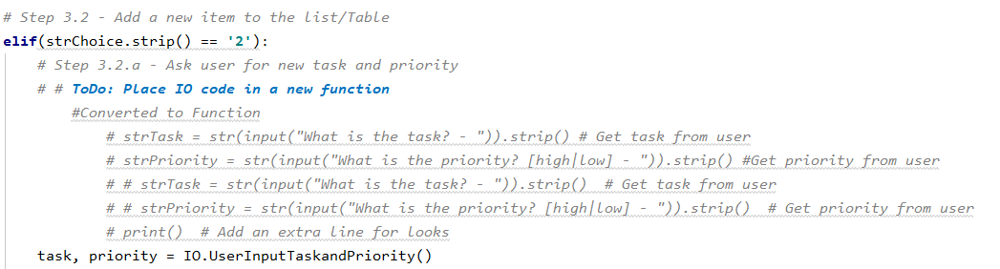 # Step 3.2 - Add a new item to the list/Table
elif(strChoice.strip() == '2'):
# Step 3.2.a - Ask user for new task and priority
# # ToDo: Place IO code in a new function
#Converted to Function
# strTask = str(input("What is the task? - ")).strip() # Get task from user
# strPriority = str(input("What is the priority? [high|low] - ")).strip() #Get priority from user
# # strTask = str(input("What is the task? - ")).strip()  # Get task from user
# # strPriority = str(input("What is the priority? [high|low] - ")).strip()  # Get priority from user
# print()  # Add an extra line for looks
task, priority = IO.UserInputTaskandPriority()